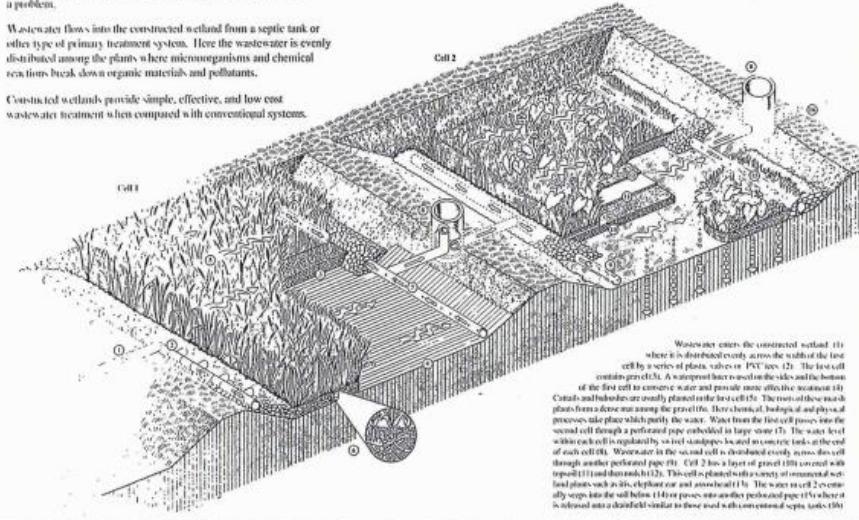 a problem.
Wastewater flows into the constructed wetland from a septic tank or
other type of primary treatment system. Here the wastewater is evenly
distributed among the plants where microorganisms and chemical
reactions break down organic materials and pollutants.
Constructed wetlands provide simple, effective, and low cost
wastewater treatment when compared with conventional systems.
Cell 2
Cell 1
Wastewater enters the constructed wetland (1)
where it is distributed evenly across the width of the first
cell by a series of plastic valves or PVC tees (2). The first cell
contains gravel (3). A waterproof liner is used on the sides and the bottom
of the first cell to conserve water and provide more effective treatment (4)
Cattails and bulrushes are usually planted in the first cell (5). The roots of these marsh
plants form a dense mat among the gravel (6). Here chemical, biological and physical
processes take place which purify the water. Water from the first cell passes into the
second cell through a perforated pipe embedded in large stone (7). The water level
within each cell is regulated by swivel standpipes located in concrete tanks at the end
of each cell (8). Wastewater in the second cell is distributed evenly across this cell
through another perforated pipe (9). Cell 2 has a layer of gravel (10) covered with
topsoil (11) and then mulch (12). This cell is planted with a variety of ornamental wet-
land plants such as iris, elephant ear and arrowhead (13). The water in cell 2 eventu-
ally seeps into the soil below (14) or passes into another perforated pipe (15) where it
is released into a drainfield similar to those used with conventional septic tanks (16)